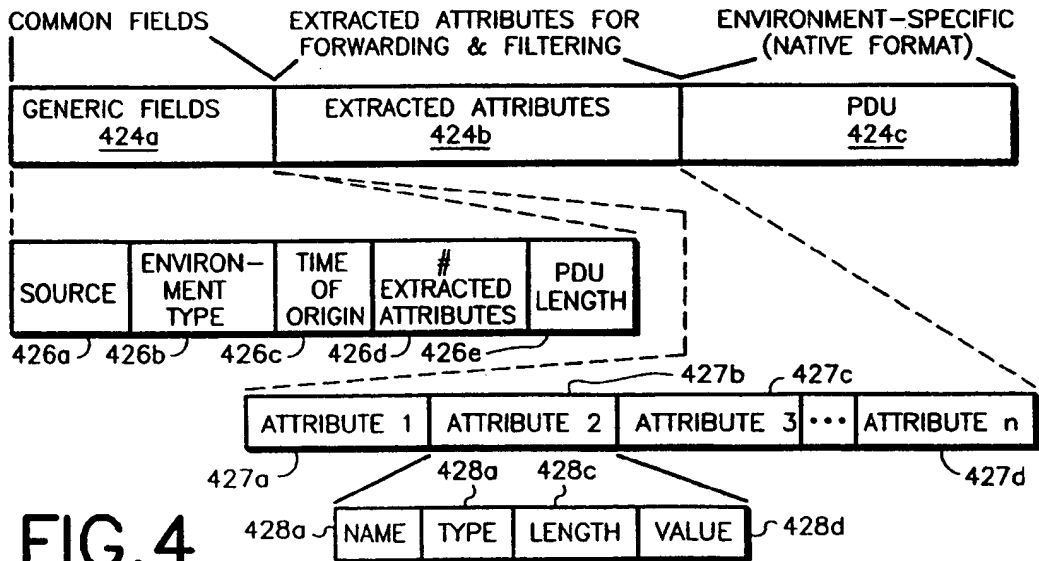 COMMON FIELDS
EXTRACTED ATTRIBUTES FOR
FORWARDING & FILTERING
ENVIRONMENT-SPECIFIC
(NATIVE FORMAT)
GENERIC FIELDS
424a
EXTRACTED ATTRIBUTES
424b
PDU
424c
SOURCE
ENVIRON-
MENT
TYPE
TIME
OF
ORIGIN
#
EXTRACTED
ATTRIBUTES
PDU
LENGTH
426a
426b
426c
426d
426e
427b
427c
ATTRIBUTE 1
ATTRIBUTE 2
ATTRIBUTE 3
•••
ATTRIBUTE n
427a
428a
428c
427d
428a
NAME
TYPE
LENGTH
VALUE
428d
FIG.4